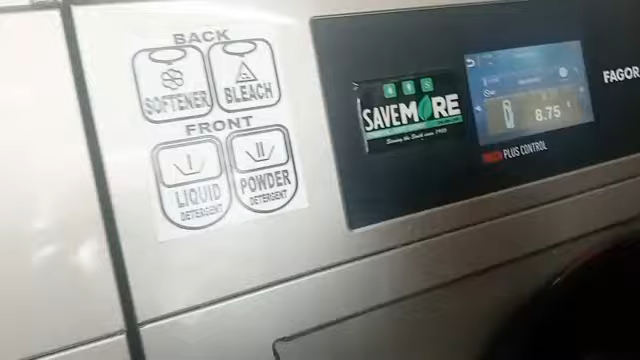 BACK
SOFTENER
BLEACH
FRONT
LIQUID
DETERGENT
POWDER
DETERGENT
SAVEMORE
8.75
PLUS CONTROL
FAGOR